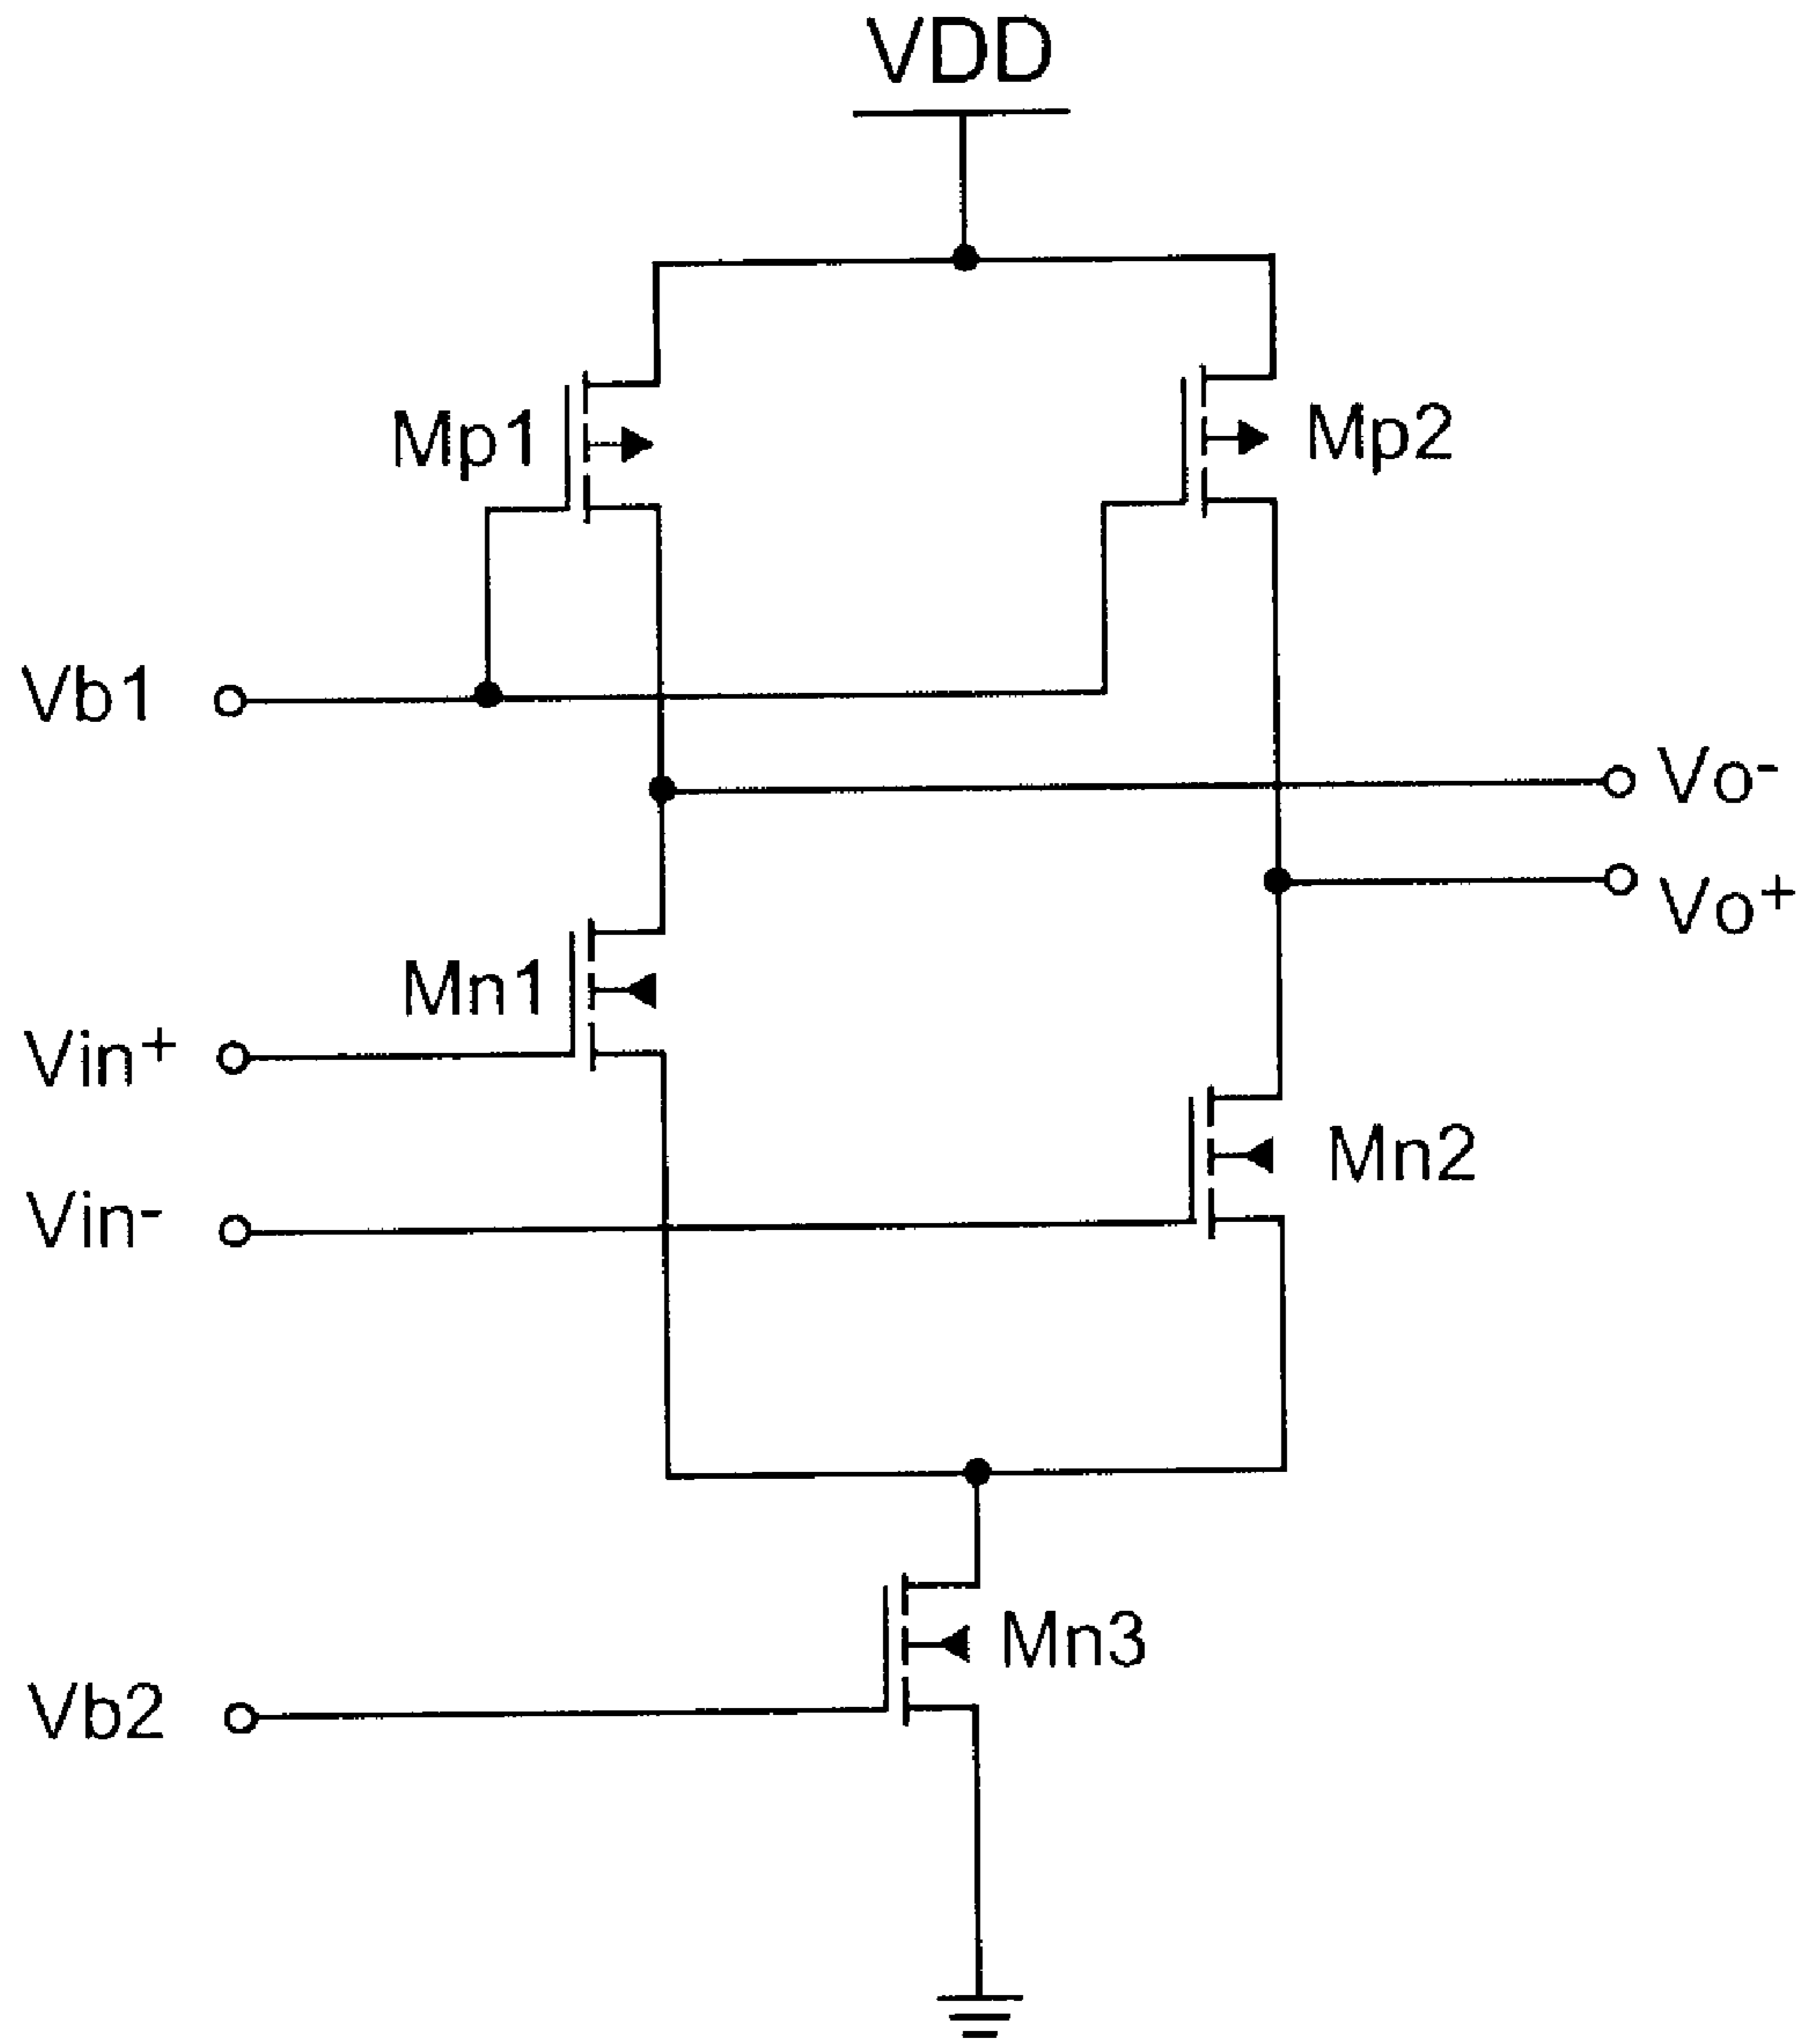 VDD
Mp1
Mp2
Vb1
Vo-
Vo+
Mn1
Vin+
Mn2
Vin-
Mn3
Vb2